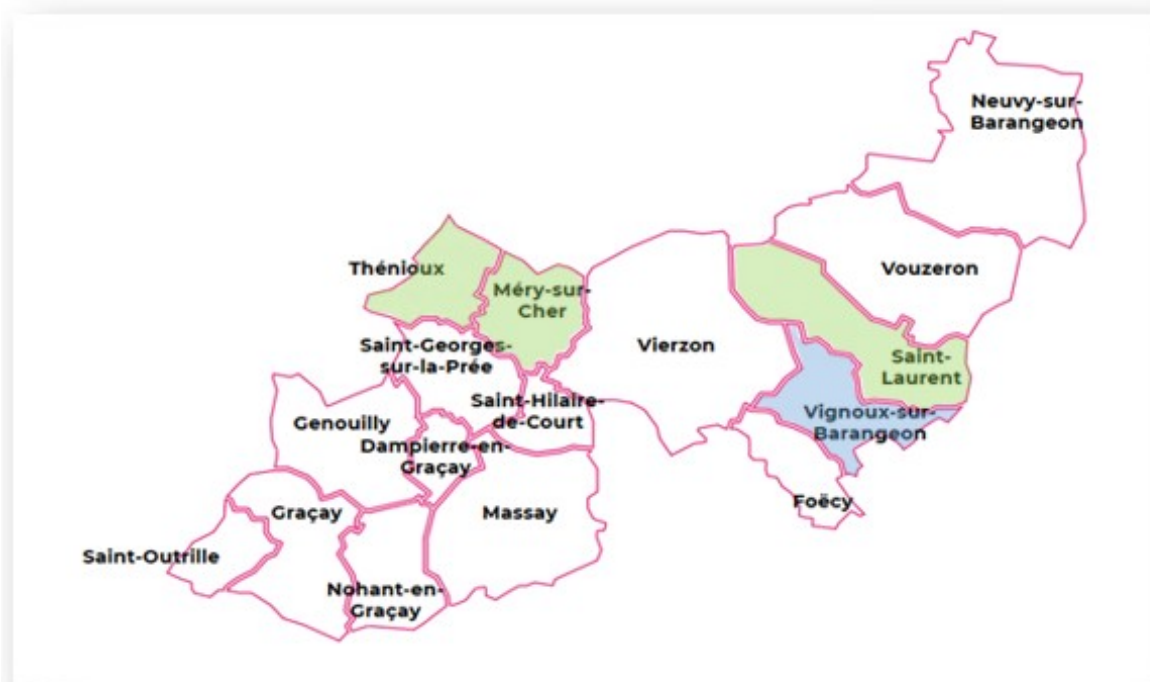 Neuvy-sur-
Barangeon
Vouzeron
Thénioux
Méry-sur-
Cher
Vierzon
Saint-Georges-
sur-la-Prée
Saint-
Laurent
Saint-Hilaire-
de-Court
Vignoux-sur-
Barangeon
Genouilly
Dampierre-en-
Graçay
Foëcy
Graçay
Massay
Saint-Outrille
Nohant-en-
Graçay